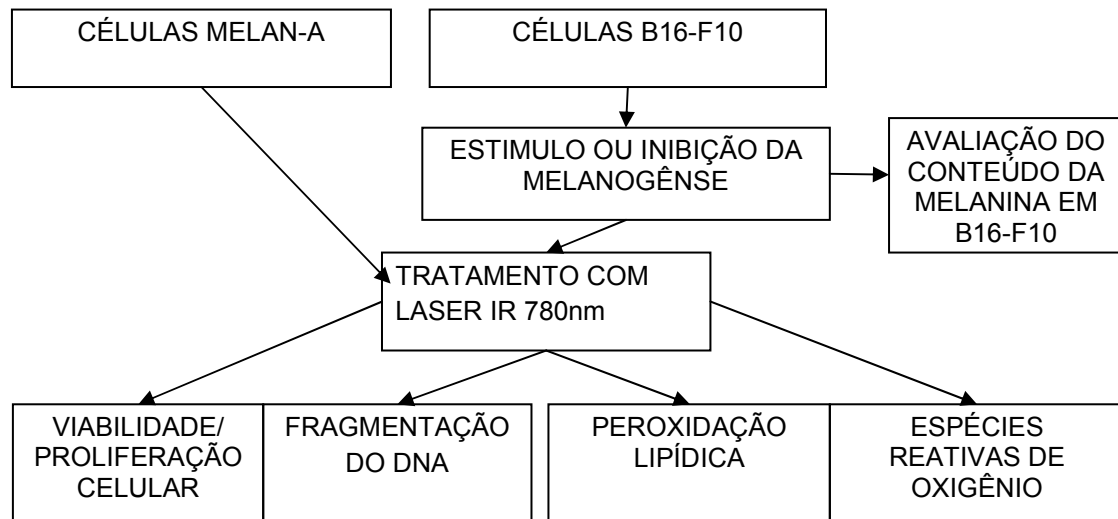 CÉLULAS MELAN-A
CÉLULAS B16-F10
ESTIMULO OU INIBIÇÃO DA
MELANOGÊNSE
AVALIAÇÃO DO
CONTEÚDO DA
MELANINA EM
B16-F10
TRATAMENTO COM
LASER IR 780nm
VIABILIDADE/
PROLIFERAÇÃO
CELULAR
FRAGMENTAÇÃO
DO DNA
PEROXIDAÇÃO
LIPÍDICA
ESPÉCIES
REATIVAS DE
OXIGÊNIO